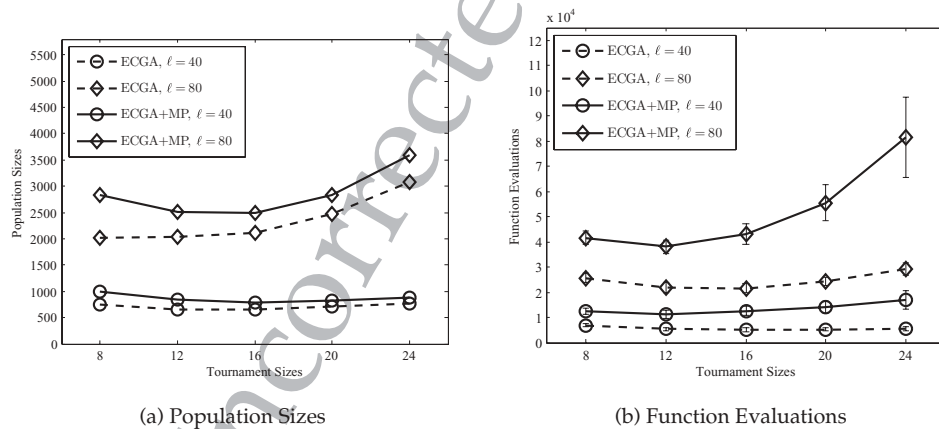 5500
5000
4500
4000
3500
3000
2500
2000
1500
1000
500
0
Population Sizes
ECGA, ℓ = 40
ECGA, ℓ = 80
ECGA+MP, ℓ = 40
ECGA+MP, ℓ = 80
8 12 16 20 24
Tournament Sizes
(a) Population Sizes
x 10⁴
12
11
10
9
8
7
6
5
4
3
2
1
0
Function Evaluations
ECGA, ℓ = 40
ECGA, ℓ = 80
ECGA+MP, ℓ = 40
ECGA+MP, ℓ = 80
8 12 16 20 24
Tournament Sizes
(b) Function Evaluations
ncorrecte